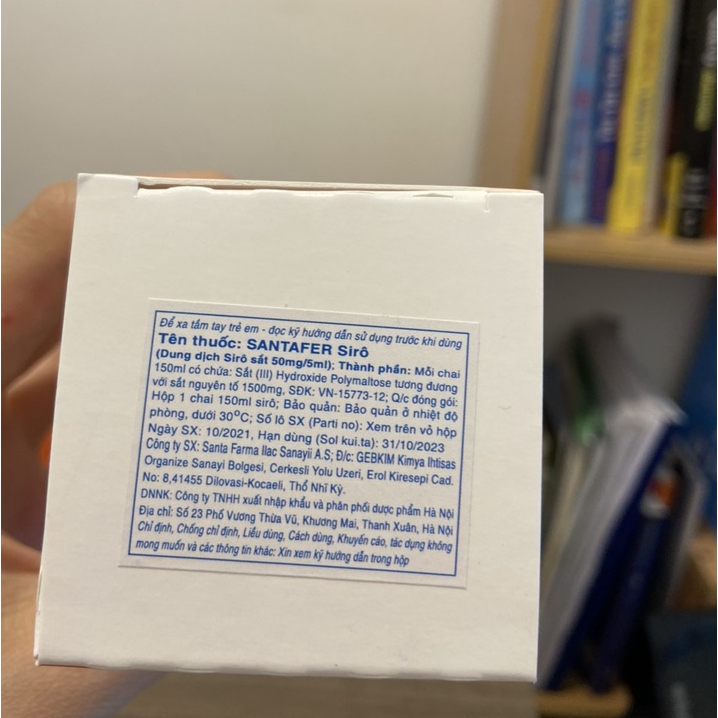 Để xa tầm tay trẻ em - đọc kỹ hướng dẫn sử dụng trước khi dùng
Tên thuốc: SANTAFER Sirô
(Dung dịch Sirô sắt 50mg/5ml); Thành phần: Mỗi chai
150ml có chứa: Sắt (III) Hydroxide Polymaltose tương đương
với sắt nguyên tố 1500mg, SĐK: VN-15773-12; Q/c đóng gói:
Hộp 1 chai 150ml sirô; Bảo quản: Bảo quản ở nhiệt độ
phòng, dưới 30°C; Số lô SX (Parti no): Xem trên vỏ hộp
Ngày SX: 10/2021, Hạn dùng (Sol kui.ta): 31/10/2023
Công ty SX: Santa Farma Ilac Sanayii A.S; Đ/c: GEBKIM Kimya Ihtisas
Organize Sanayi Bolgesi, Cerkesli Yolu Uzeri, Erol Kiresepi Cad.
No: 8,41455 Dilovasi-Kocaeli, Thổ Nhĩ Kỳ.
DNNK: Công ty TNHH xuất nhập khẩu và phân phối dược phẩm Hà Nội
Địa chỉ: Số 23 Phố Vương Thừa Vũ, Khương Mai, Thanh Xuân, Hà Nội
Chỉ định, Chống chỉ định, Liều dùng, Cách dùng, Khuyến cáo, tác dụng không
mong muốn và các thông tin khác: Xin xem kỹ hướng dẫn trong hộp